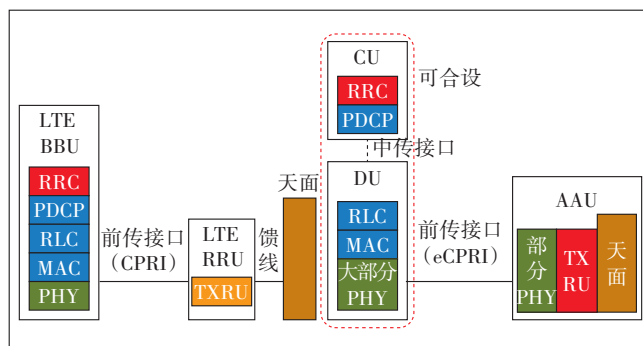 LTE
BBU
RRC
PDCP
RLC
MAC
PHY
前传接口
（CPRI）
LTE
RRU
TXRU
馈
线
天面
CU
RRC
PDCP
可合设
中传接口
DU
RLC
MAC
大部分
PHY
前传接口
（eCPRI）
AAU
部
分
PHY
TX
RU
天
面